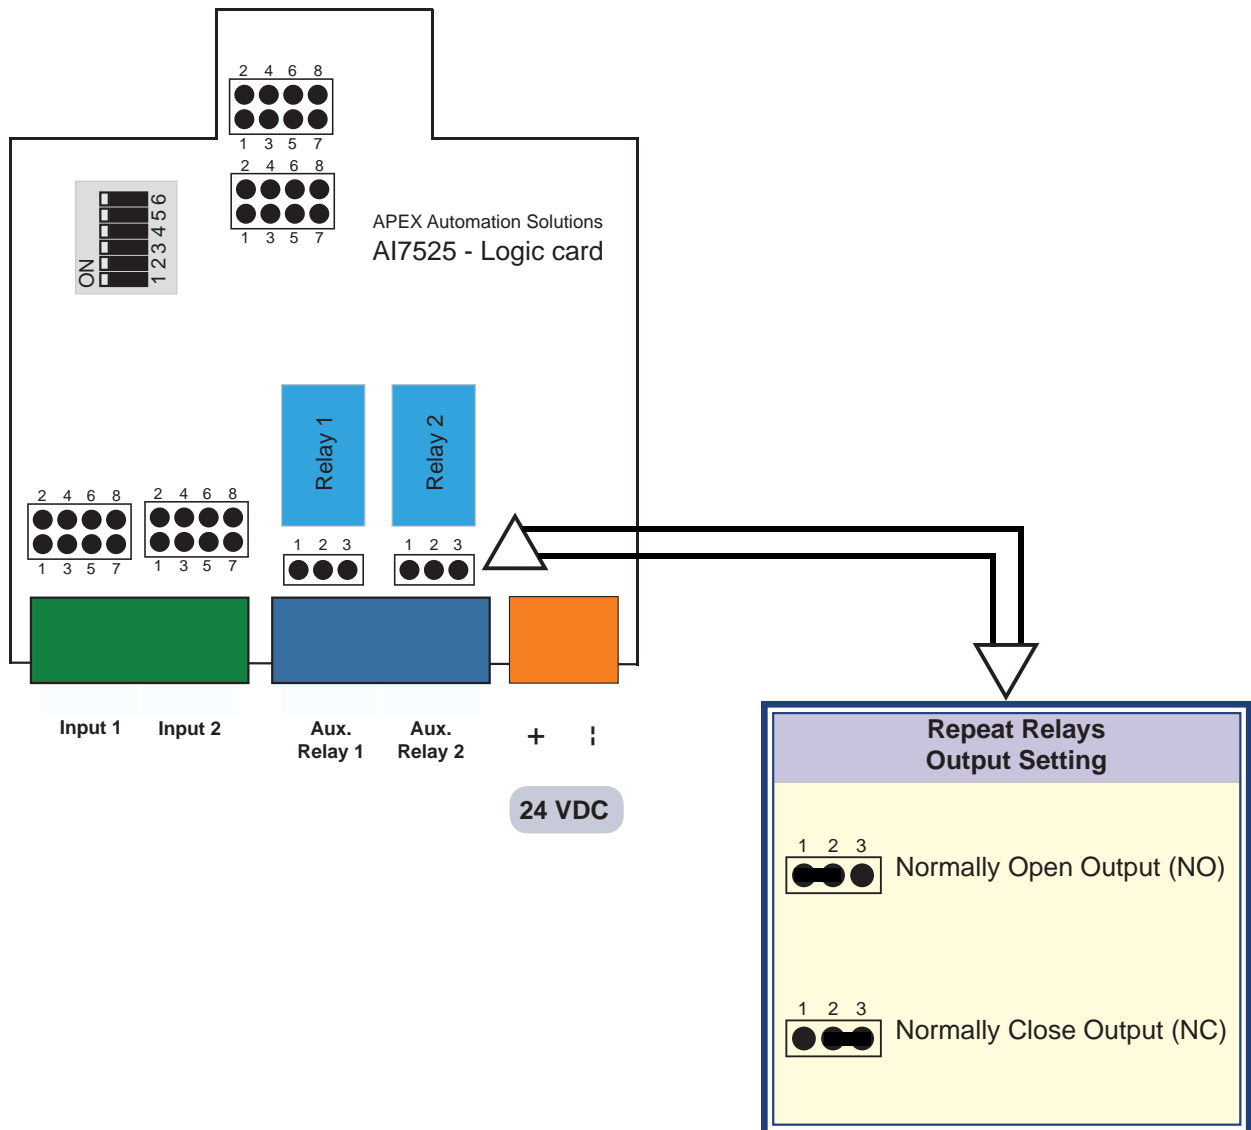 2 4 6 8
1 3 5 7
2 4 6 8
1 3 5 7
ON
1 2 3 4 5 6
APEX Automation Solutions
AI7525 - Logic card
Relay 1
Relay 2
2 4 6 8
1 3 5 7
2 4 6 8
1 3 5 7
1 2 3
1 2 3
Input 1
Input 2
Aux.
Relay 1
Aux.
Relay 2
+
¦
24 VDC
Repeat Relays
Output Setting
1 2 3
Normally Open Output (NO)
1 2 3
Normally Close Output (NC)